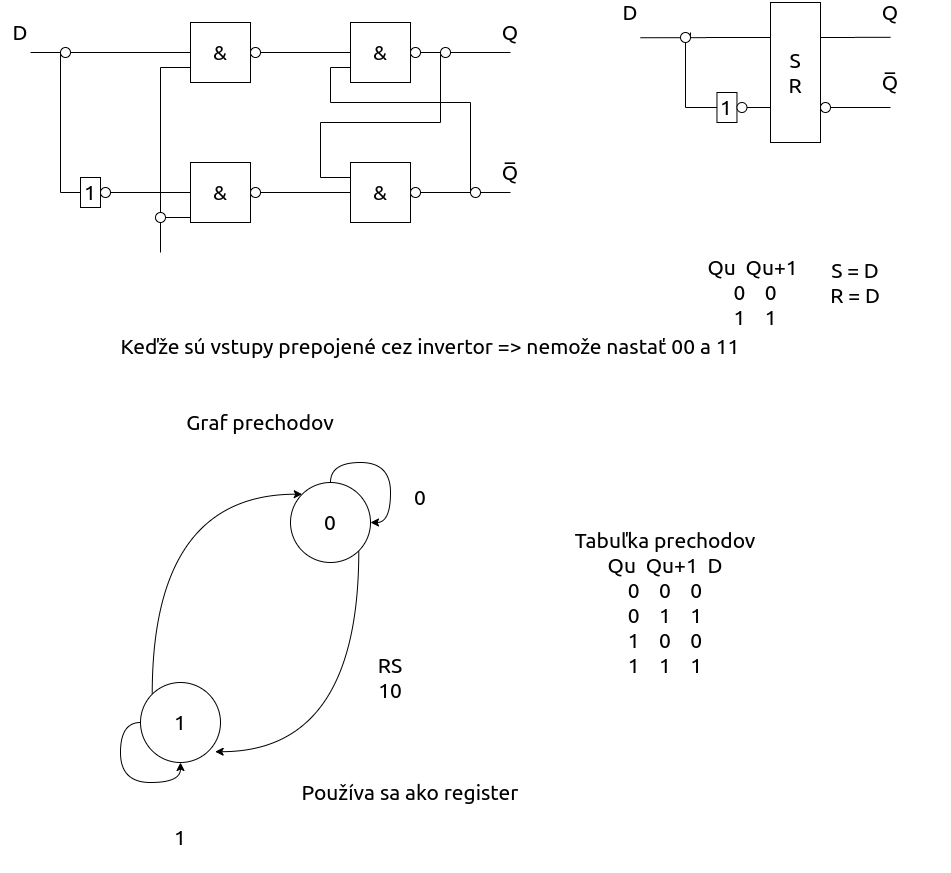 D
&
&
Q
1
&
&
Q̅
D
Q
S
R
1
Q̅
Qu Qu+1
0 0
1 1
S = D
R = D
Keďže sú vstupy prepojené cez invertor => nemože nastať 00 a 11
Graf prechodov
0
0
RS
10
1
1
Tabuľka prechodov
Qu Qu+1 D
0 0 0
0 1 1
1 0 0
1 1 1
Používa sa ako register